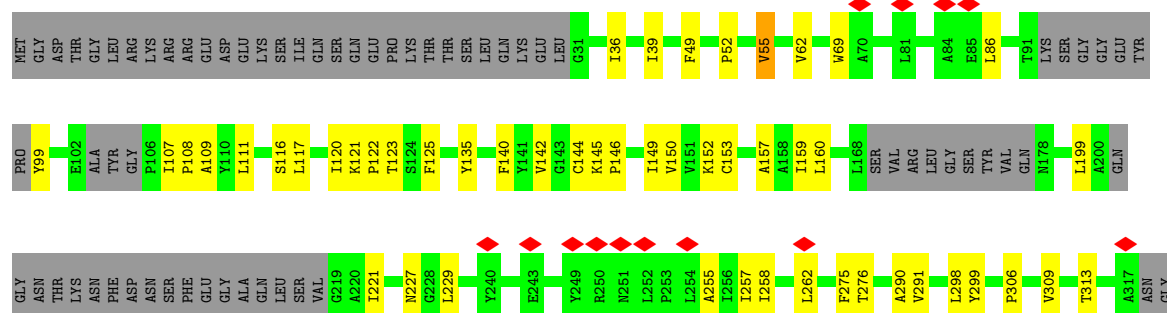 MET GLY ASP THR GLY LEU ARG LYS ARG ARG GLU ASP GLU LYS SER ILE GLN SER GLN GLU PRO LYS THR THR SER LEU GLN LYS GLU LEU G31 I36 I39 F49 P52 V55 V62 W69 A70 L81 A84 E85 L86 T91 LYS SER GLY GLY GLU TYR
PRO Y99 E102 ALA TYR GLY P106 I107 P108 A109 Y110 L111 S116 L117 I120 K121 P122 T123 S124 F125 Y135 F140 Y141 V142 G143 C144 K145 P146 I149 V150 V151 K152 C153 A157 A158 I159 L160 L168 SER VAL ARG LEU GLY SER TYR VAL GLN N178 L199 A200 GLN
GLY ASN THR LYS ASN PHE ASP ASN SER PHE GLU GLY ALA GLN LEU SER VAL G219 A220 I221 N227 G228 L229 Y240 E243 Y249 R250 N251 L252 P253 L254 A255 I256 I257 I258 L262 F275 T276 A290 V291 L298 Y299 P306 V309 T313 A317 ASN GLY